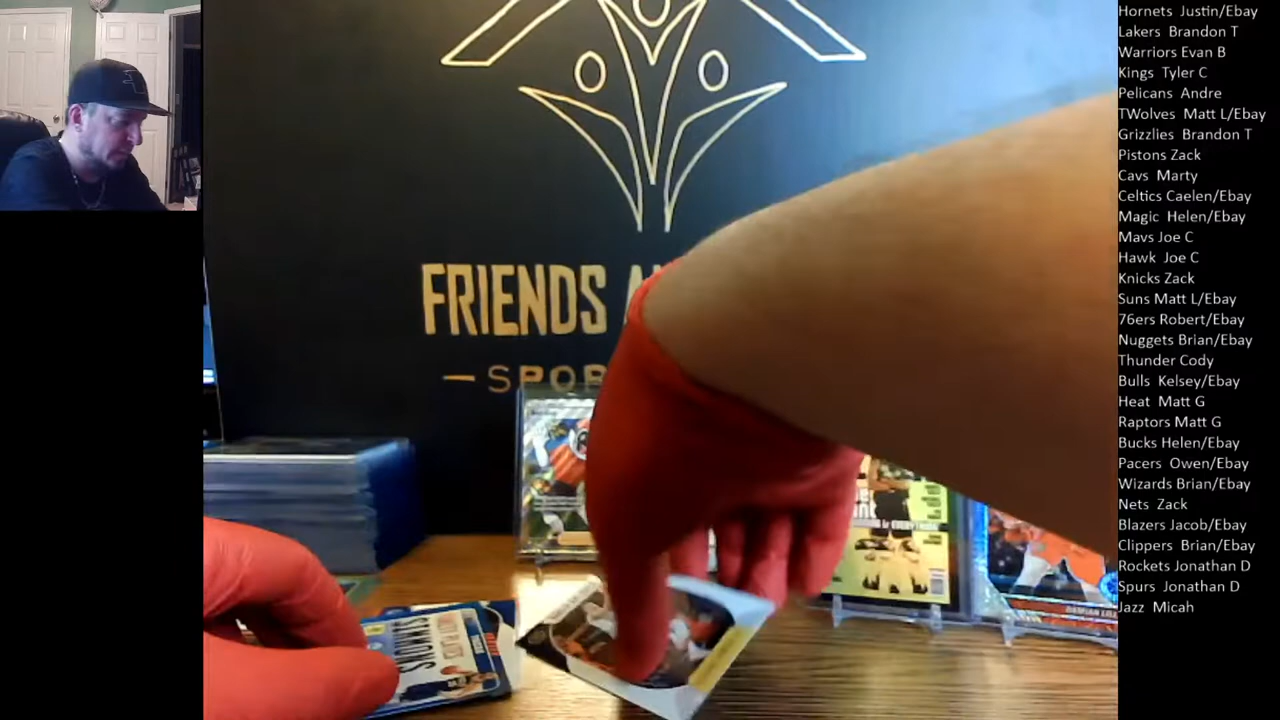 Hornets Justin/Ebay
Lakers Brandon T
Warriors Evan B
Kings Tyler C
Pelicans Andre
TWolves Matt L/Ebay
Grizzlies Brandon T
Pistons Zack
Cavs Marty
Celtics Caelen/Ebay
Magic Helen/Ebay
Mavs Joe C
Hawk Joe C
Knicks Zack
Suns Matt L/Ebay
76ers Robert/Ebay
Nuggets Brian/Ebay
Thunder Cody
Bulls Kelsey/Ebay
Heat Matt G
Raptors Matt G
Bucks Helen/Ebay
Pacers Owen/Ebay
Wizards Brian/Ebay
Nets Zack
Blazers Jacob/Ebay
Clippers Brian/Ebay
Rockets Jonathan D
Spurs Jonathan D
Jazz Micah
FRIENDS